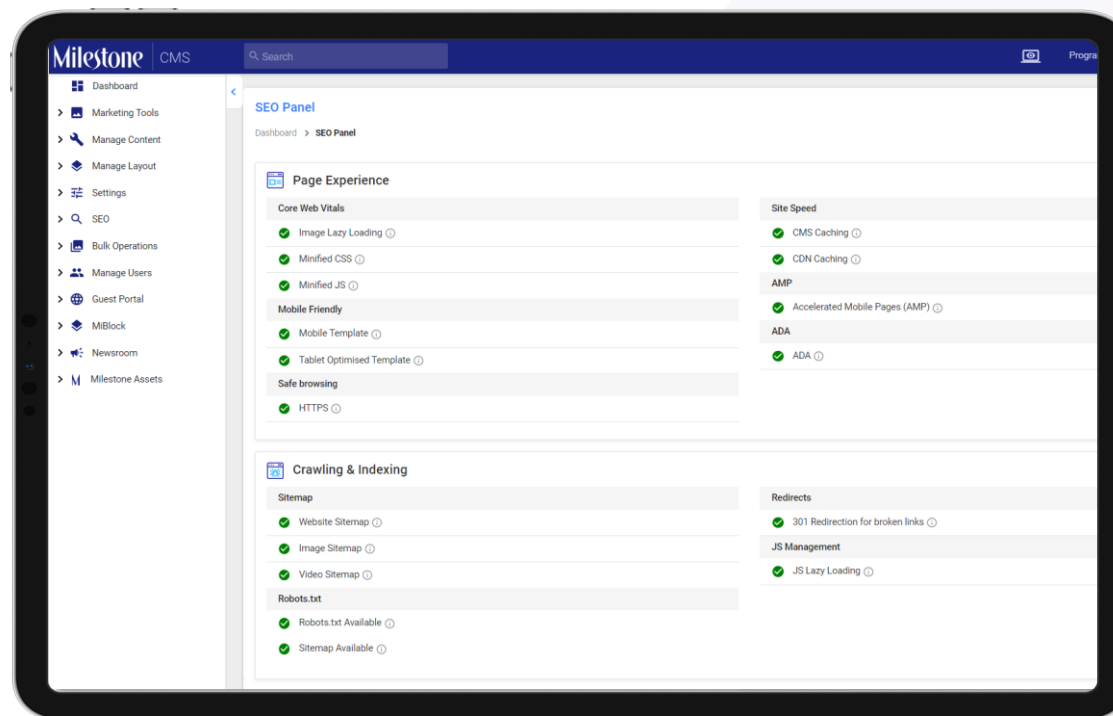 Milestone CMS
Search
Progra
Dashboard
Marketing Tools
Manage Content
Manage Layout
Settings
SEO
Bulk Operations
Manage Users
Guest Portal
MiBlock
Newsroom
Milestone Assets
SEO Panel
Dashboard > SEO Panel
Page Experience
Core Web Vitals
Image Lazy Loading
Minified CSS
Minified JS
Mobile Friendly
Mobile Template
Tablet Optimised Template
Safe browsing
HTTPS
Site Speed
CMS Caching
CDN Caching
AMP
Accelerated Mobile Pages (AMP)
ADA
ADA
Crawling & Indexing
Sitemap
Website Sitemap
Image Sitemap
Video Sitemap
Robots.txt
Robots.txt Available
Sitemap Available
Redirects
301 Redirection for broken links
JS Management
JS Lazy Loading